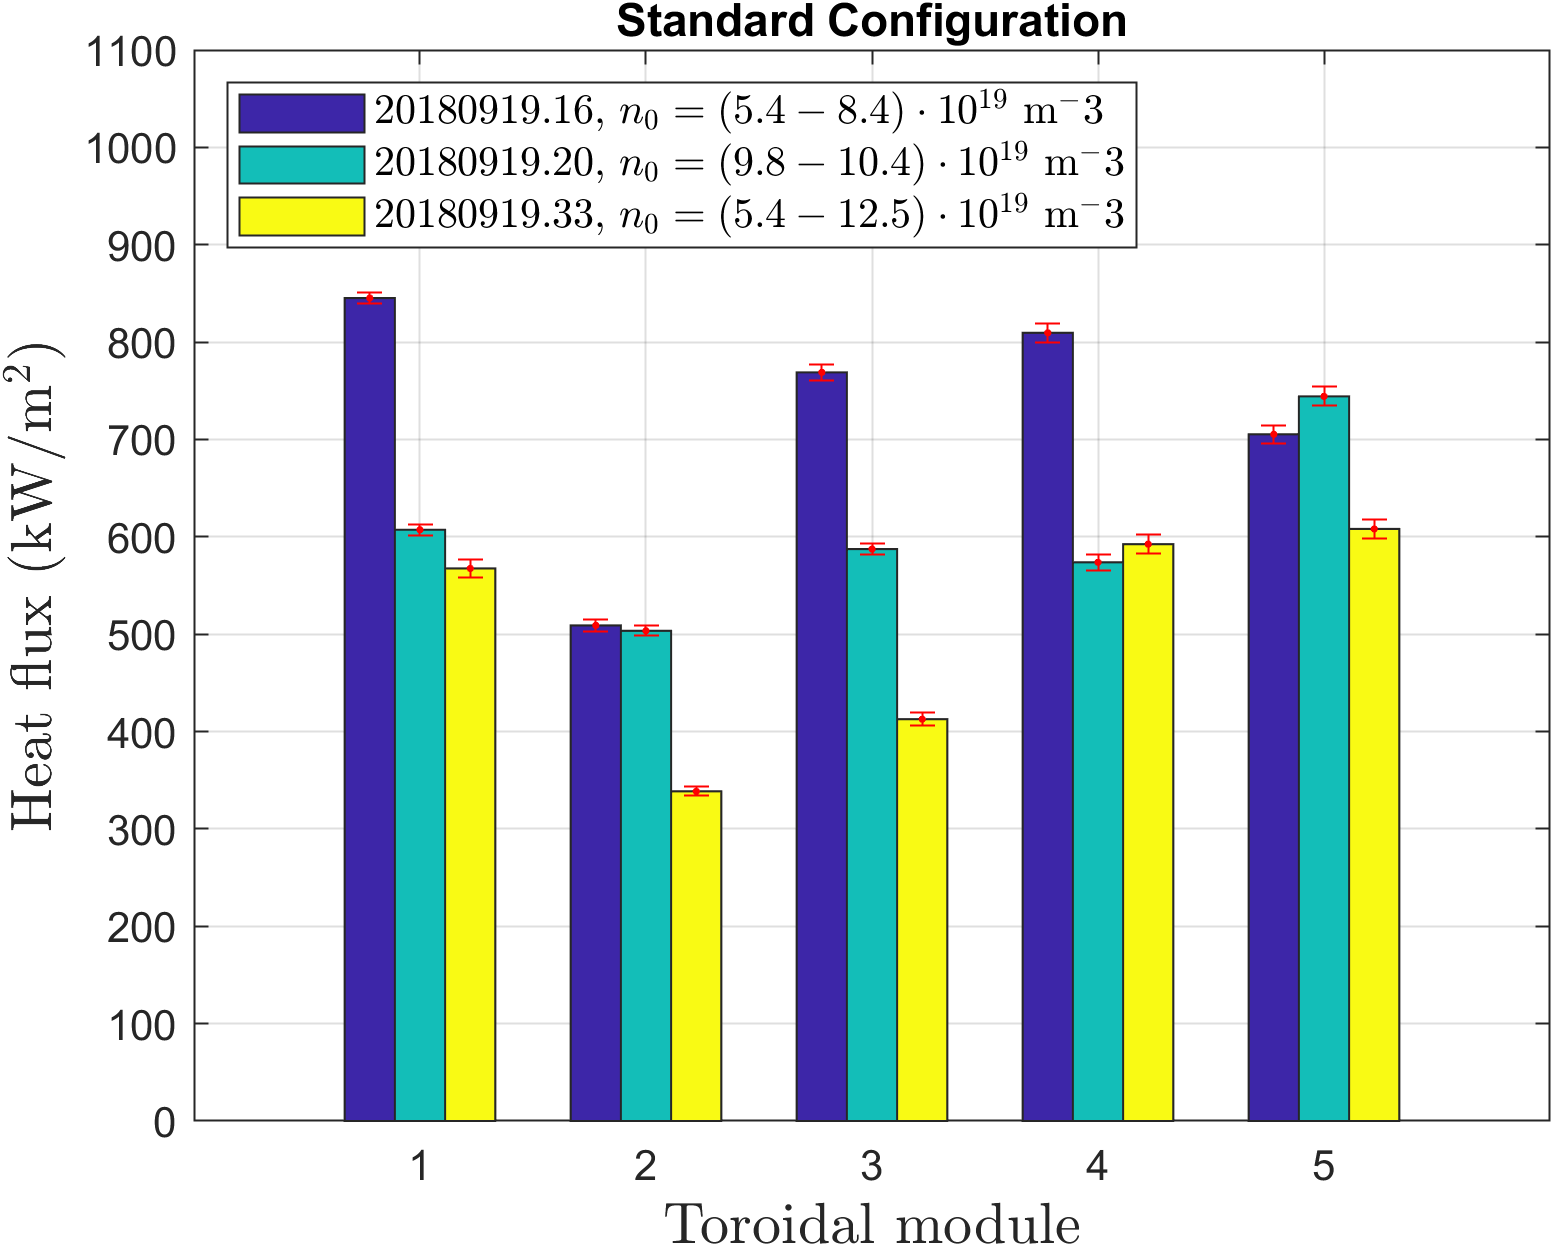 Standard Configuration
1100
1000
900
800
700
600
500
400
300
200
100
0
Heat flux (kW/m²)
20180919.16, n₀ = (5.4 − 8.4) · 10¹⁹ m⁻3
20180919.20, n₀ = (9.8 − 10.4) · 10¹⁹ m⁻3
20180919.33, n₀ = (5.4 − 12.5) · 10¹⁹ m⁻3
1 2 3 4 5
Toroidal module